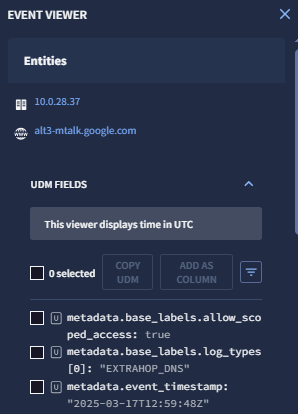 EVENT VIEWER
Entities
10.0.28.37
alt3-mtalk.google.com
UDM FIELDS
This viewer displays time in UTC
0 selected
COPY
UDM
ADD AS
COLUMN
U metadata.base_labels.allow_sco
ped_access: true
U metadata.base_labels.log_types
[0]: "EXTRAHOP_DNS"
U metadata.event_timestamp:
"2025-03-17T12:59:48Z"